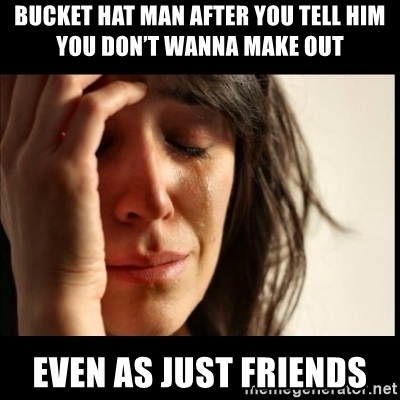 BUCKET HAT MAN AFTER YOU TELL HIM
YOU DON’T WANNA MAKE OUT
EVEN AS JUST FRIENDS
memegenerator.net